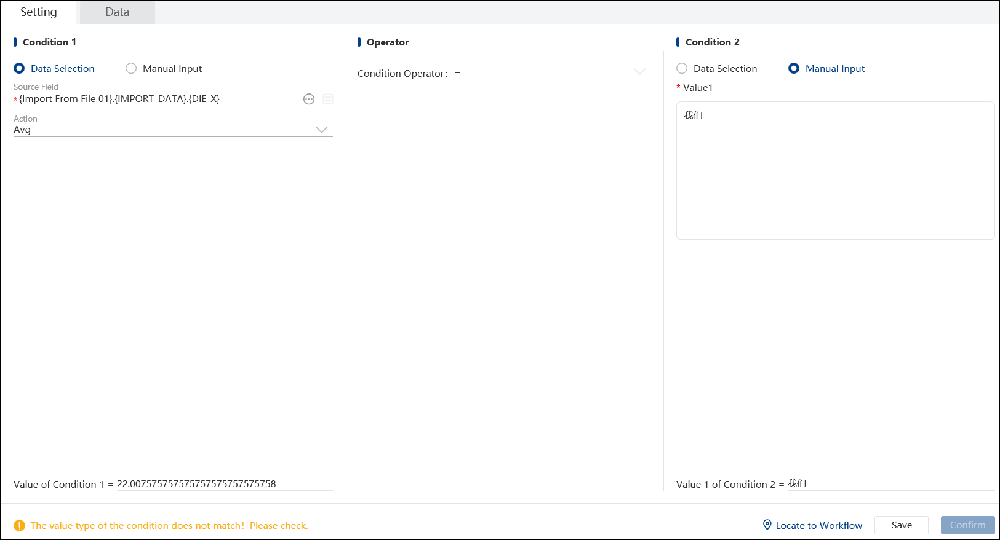 Setting
Data
Condition 1
Data Selection
Manual Input
Source Field
* {Import From File 01}.{IMPORT_DATA}.{DIE_X}
Action
Avg
Value of Condition 1 = 22.007575757575757575757575758
Operator
Condition Operator: =
Condition 2
Data Selection
Manual Input
* Value1
我们
Value 1 of Condition 2 = 我们
The value type of the condition does not match! Please check.
Locate to Workflow
Save
Confirm